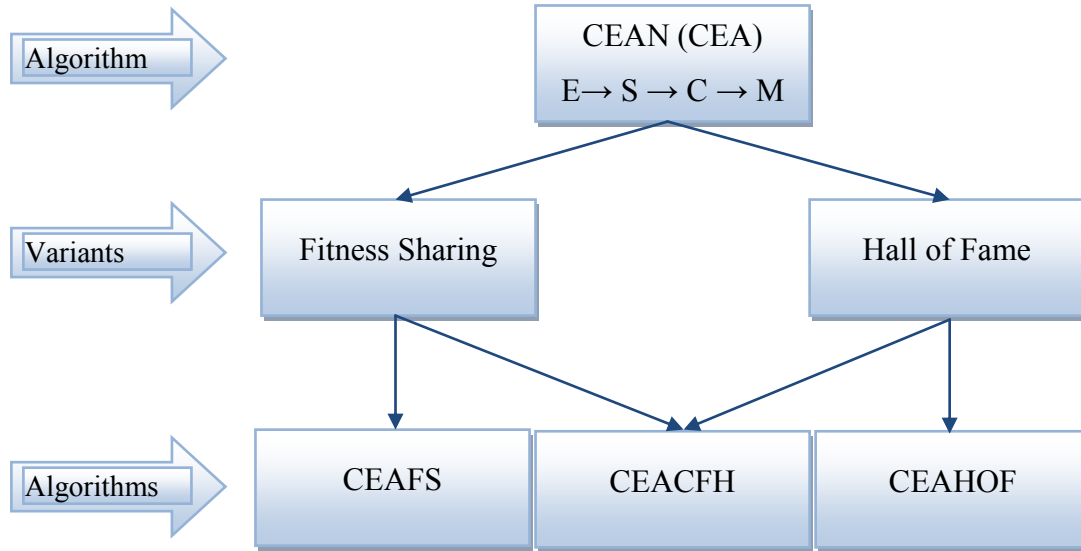 Algorithm
CEAN (CEA)
E→ S → C → M
Variants
Fitness Sharing
Hall of Fame
Algorithms
CEAFS
CEACFH
CEAHOF